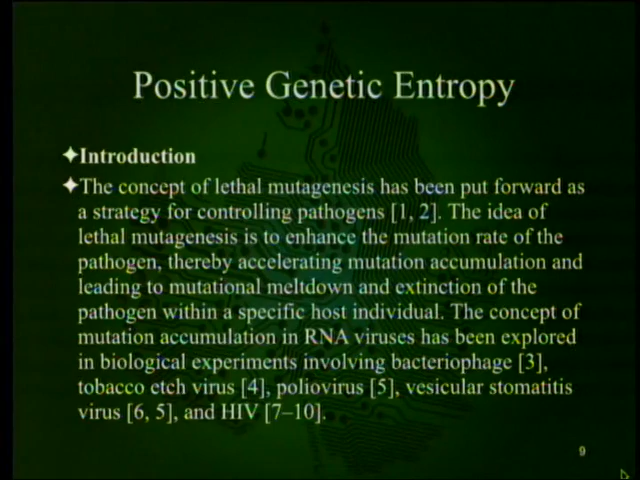 Positive Genetic Entropy
Introduction
The concept of lethal mutagenesis has been put forward as
a strategy for controlling pathogens [1, 2]. The idea of
lethal mutagenesis is to enhance the mutation rate of the
pathogen, thereby accelerating mutation accumulation and
leading to mutational meltdown and extinction of the
pathogen within a specific host individual. The concept of
mutation accumulation in RNA viruses has been explored
in biological experiments involving bacteriophage [3],
tobacco etch virus [4], poliovirus [5], vesicular stomatitis
virus [6, 5], and HIV [7–10].
9